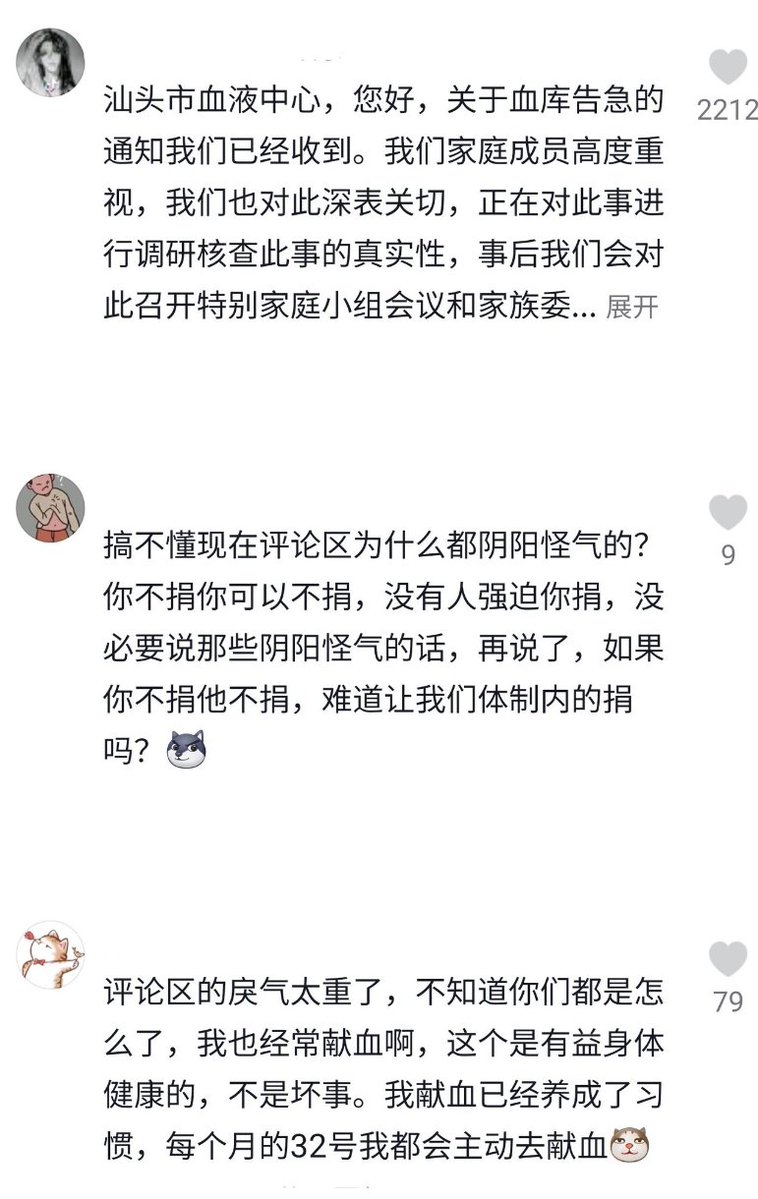 汕头市血液中心，您好，关于血库告急的
2212
通知我们已经收到。我们家庭成员高度重
视，我们也对此深表关切，正在对此事进
行调研核查此事的真实性，事后我们会对
此召开特别家庭小组会议和家族委... 展开
搞不懂现在评论区为什么都阴阳怪气的？
9
你不捐你可以不捐，没有人强迫你捐，没
必要说那些阴阳怪气的话，再说了，如果
你不捐他不捐，难道让我们体制内的捐
吗？
评论区的戾气太重了，不知道你们都是怎
79
么了，我也经常献血啊，这个是有益身体
健康的，不是坏事。我献血已经养成了习
惯，每个月的32号我都会主动去献血